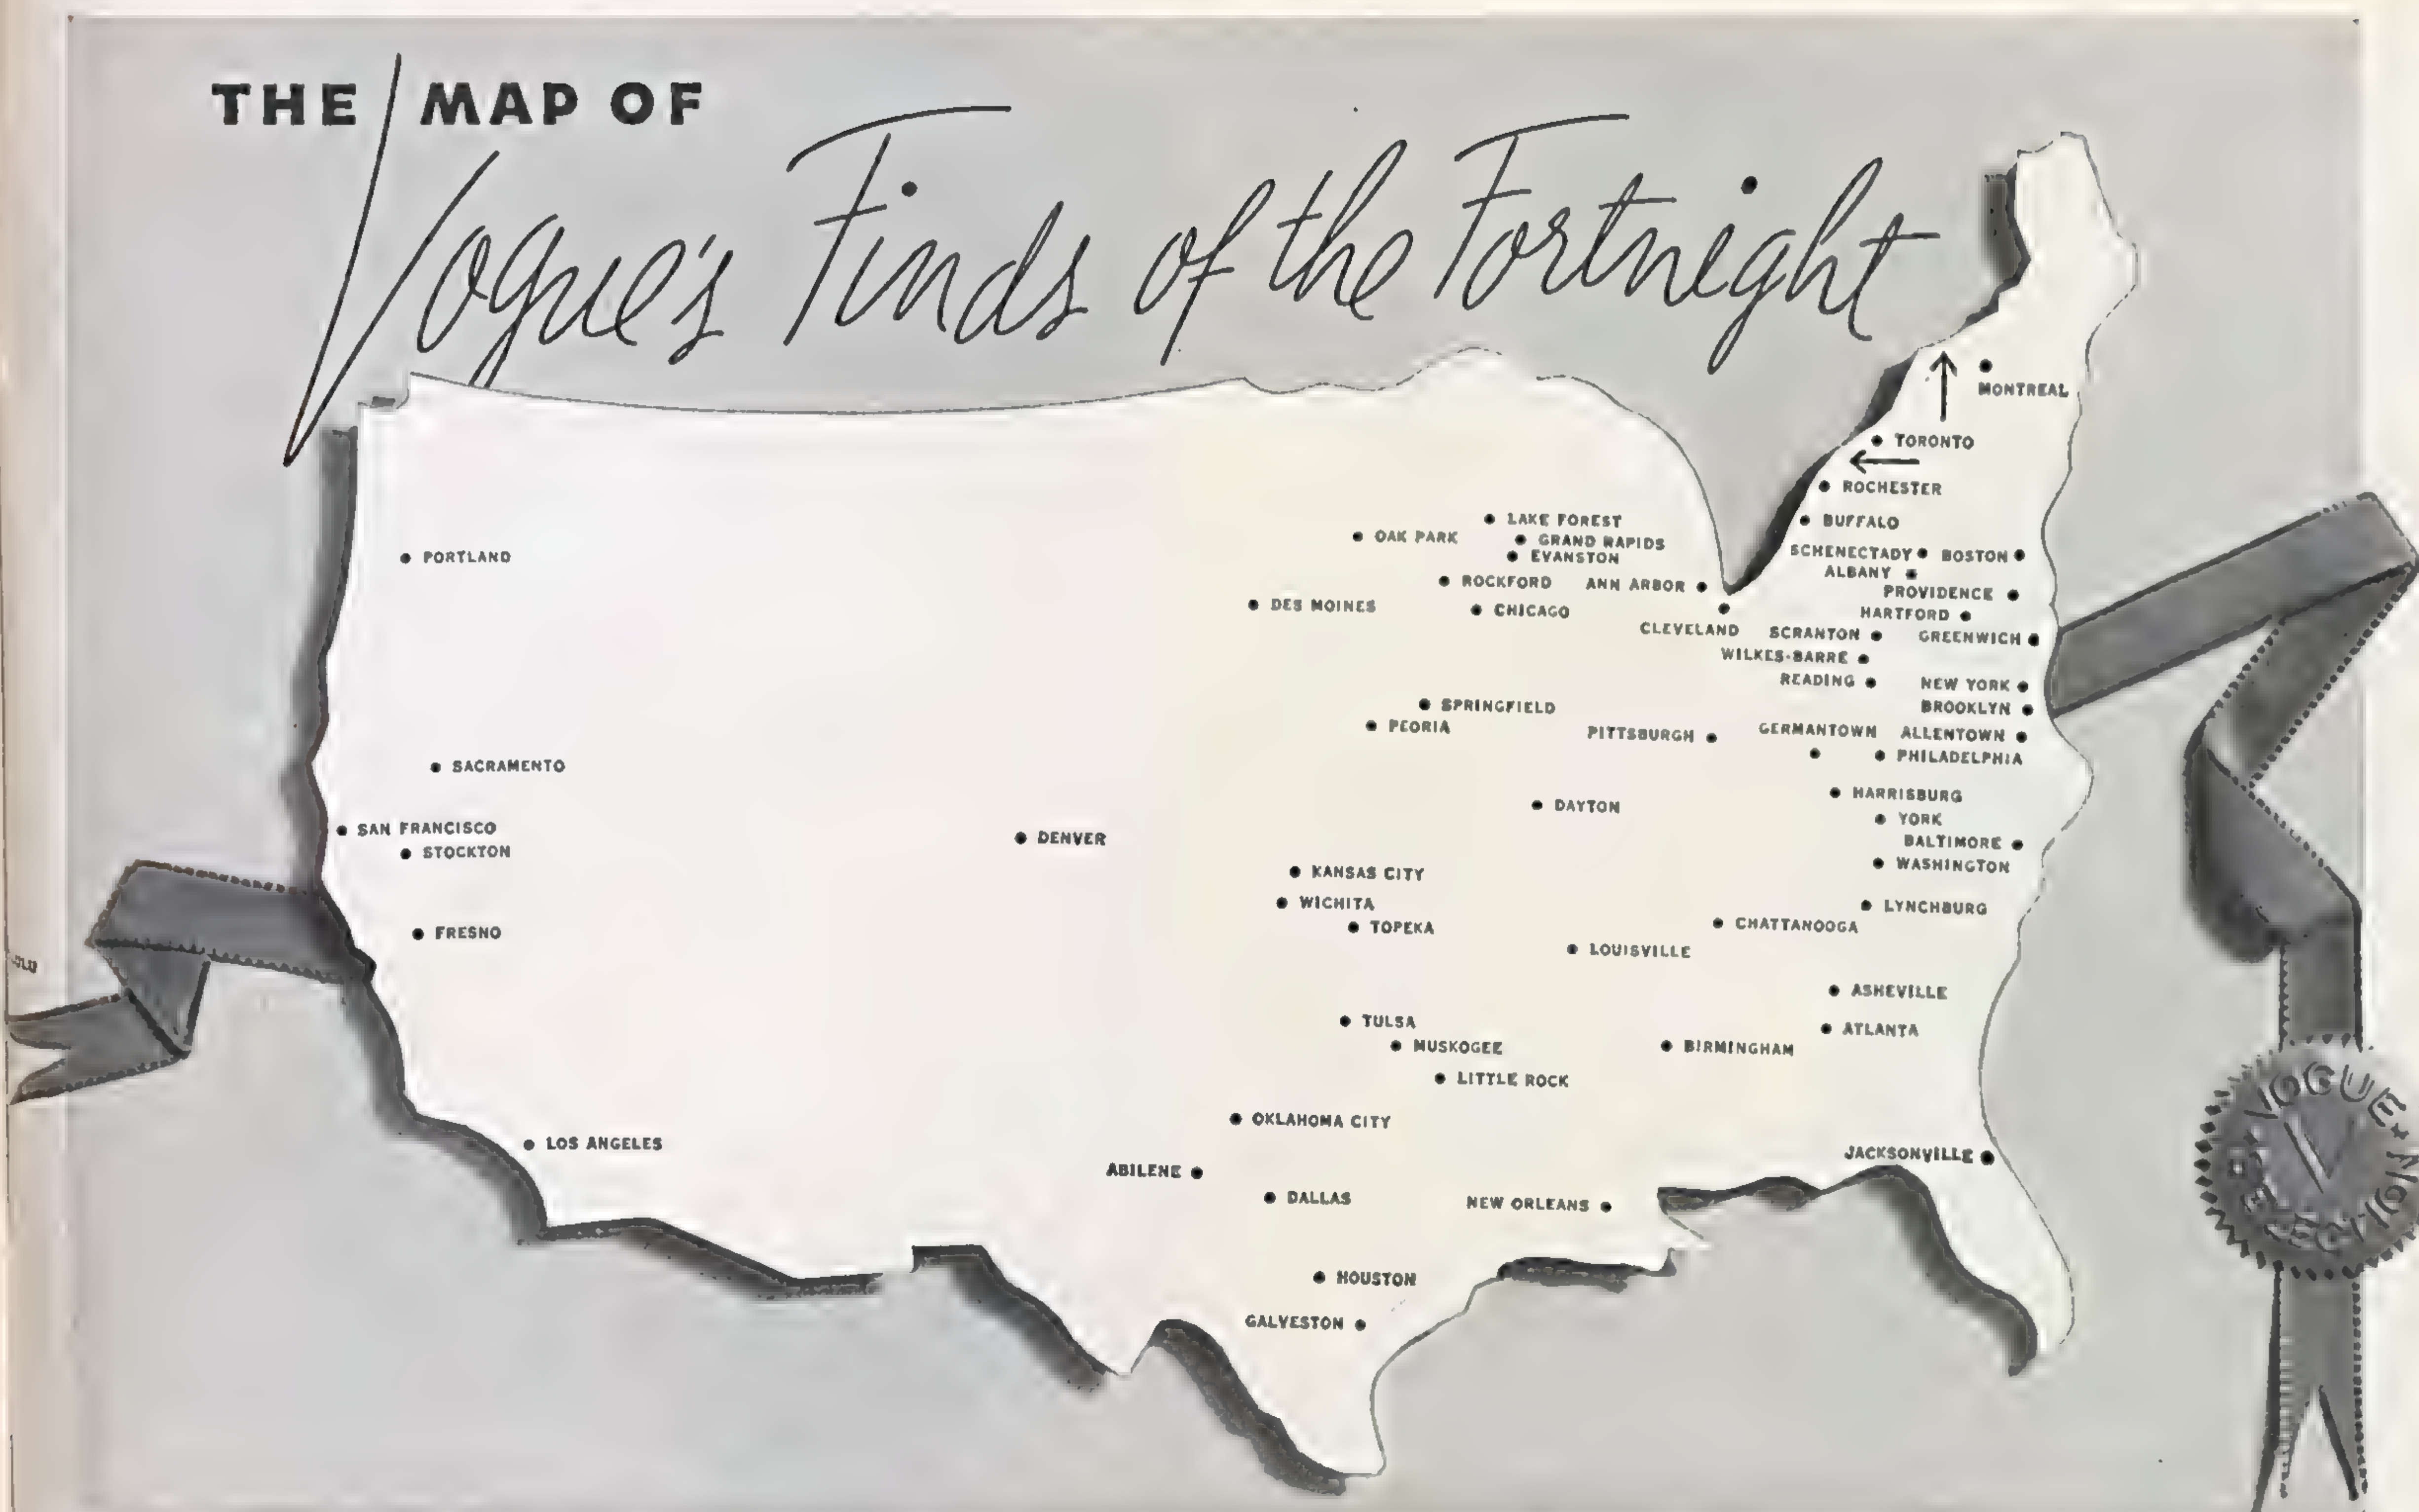 THE MAP OF
Vogue's Finds of the Fortnight
MONTREAL
TORONTO
ROCHESTER
LAKE FOREST
BUFFALO
OAK PARK
GRAND RAPIDS
SCHENECTADY
BOSTON
PORTLAND
EVANSTON
ALBANY
ROCKFORD
ANN ARBOR
PROVIDENCE
DES MOINES
CHICAGO
HARTFORD
CLEVELAND
SCRANTON
GREENWICH
WILKES-BARRE
READING
NEW YORK
SPRINGFIELD
BROOKLYN
PEORIA
PITTSBURGH
GERMANTOWN
ALLENTOWN
PHILADELPHIA
SACRAMENTO
HARRISBURG
DAYTON
YORK
SAN FRANCISCO
DENVER
BALTIMORE
STOCKTON
WASHINGTON
KANSAS CITY
WICHITA
LYNCHBURG
TOPEKA
CHATTANOOGA
FRESNO
LOUISVILLE
ASHEVILLE
TULSA
ATLANTA
MUSKOGEE
BIRMINGHAM
LITTLE ROCK
OKLAHOMA CITY
LOS ANGELES
JACKSONVILLE
ABILENE
DALLAS
NEW ORLEANS
HOUSTON
GALVESTON
VOGUE
V